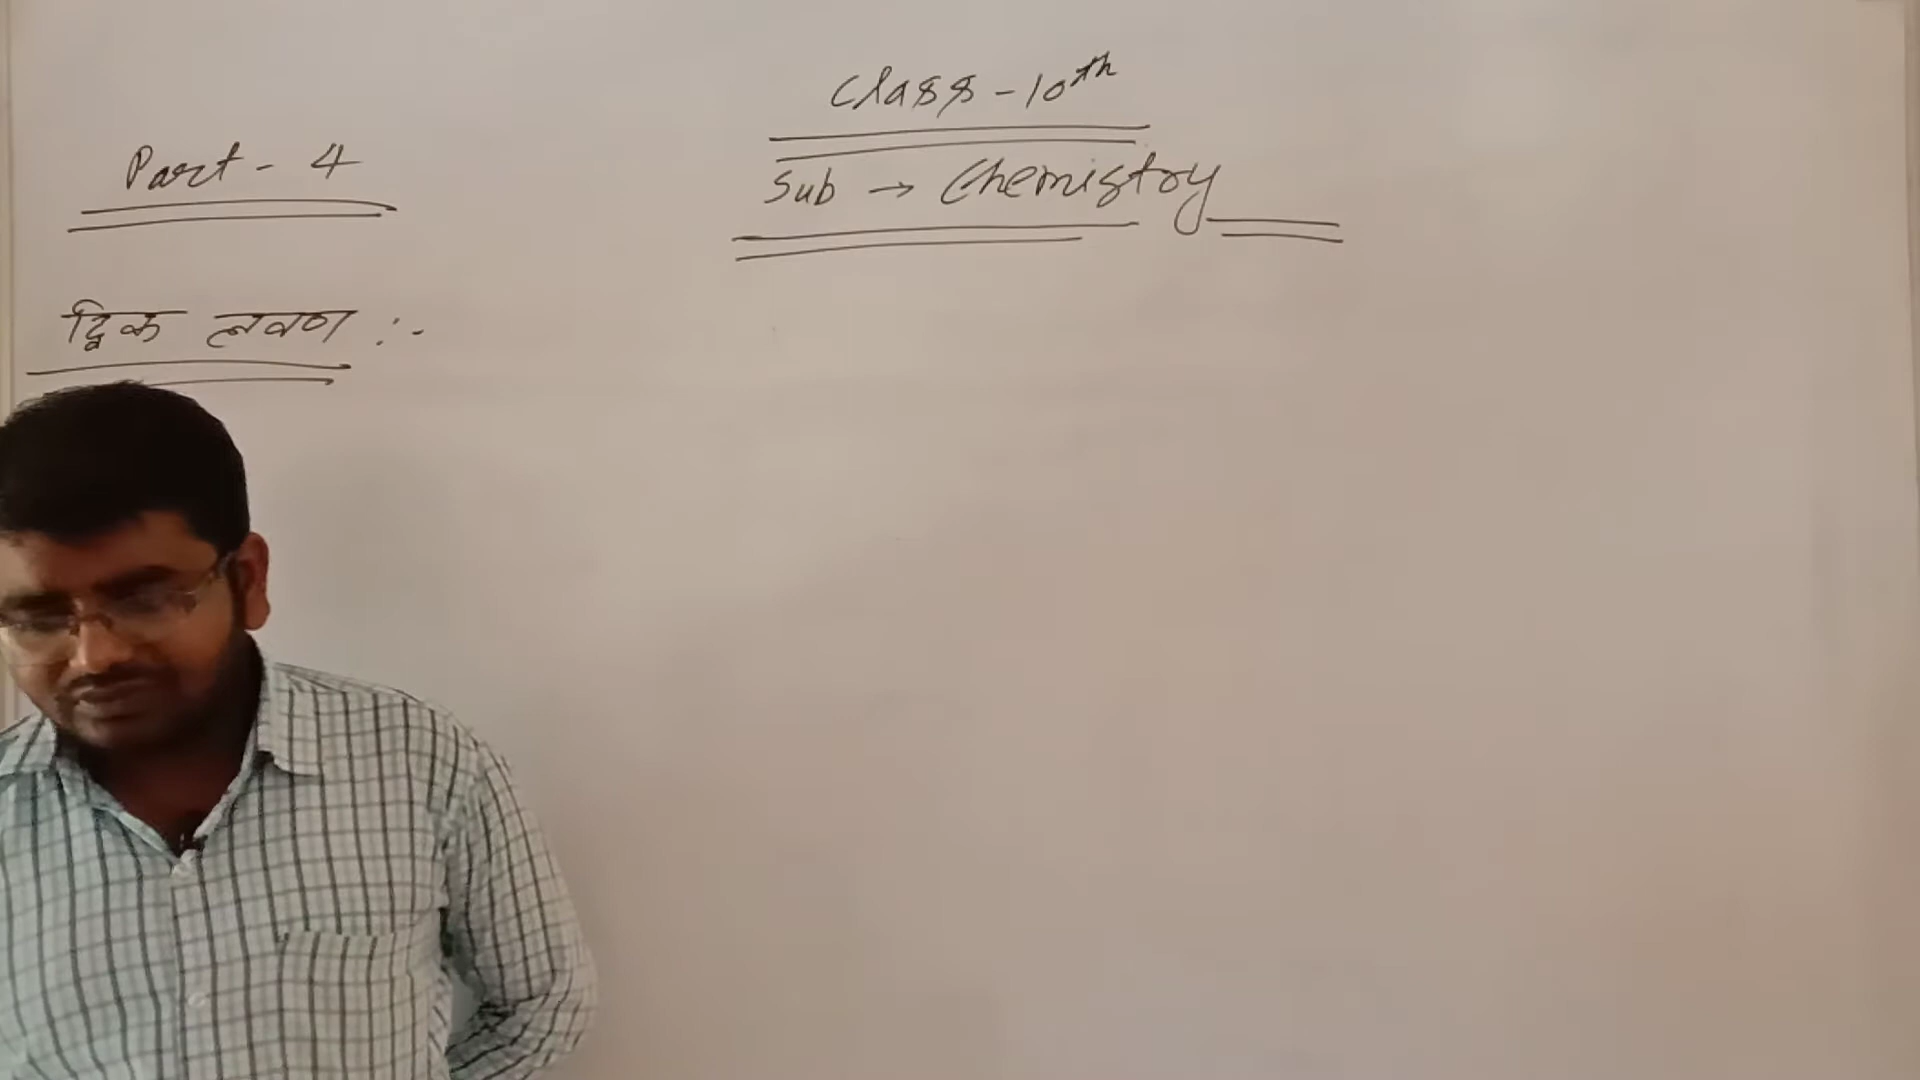 Class - 10th
Part - 4
Sub → Chemistry
द्विक लवण :-